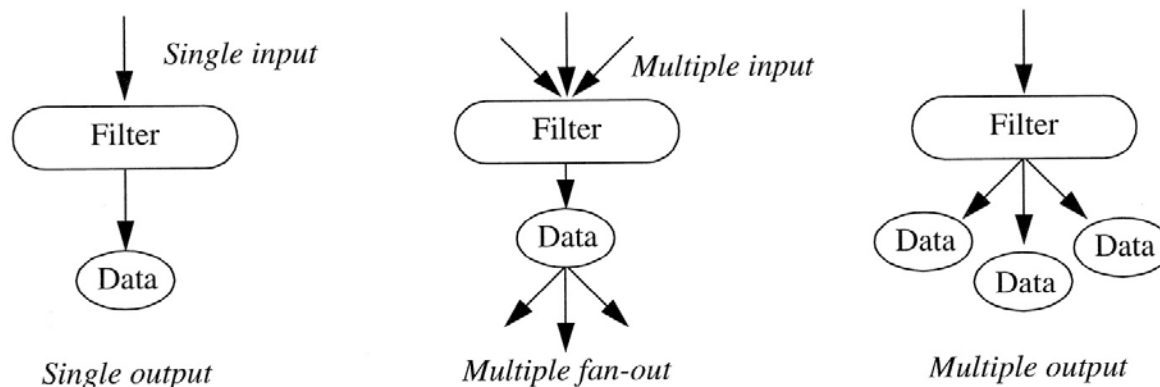 Single input
Filter
Data
Single output
Multiple input
Filter
Data
Multiple fan-out
Filter
Data
Data
Data
Multiple output